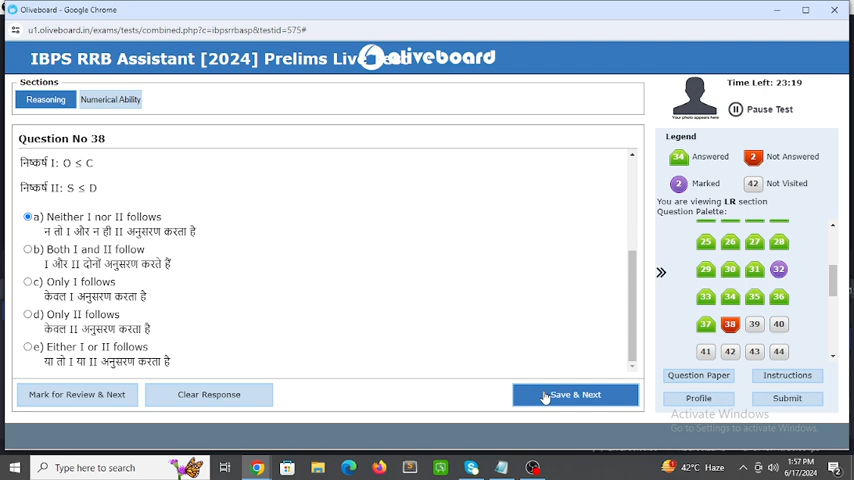 Oliveboard - Google Chrome
u1.oliveboard.in/exams/tests/combined.php?c=ibpsrrbasp&testid=575#
IBPS RRB Assistant [2024] Prelims Live
oliveboard
Sections
Reasoning
Numerical Ability
Question No 38
निष्कर्ष I: O ≤ C
निष्कर्ष II: S ≤ D
a) Neither I nor II follows
न तो I और न ही II अनुसरण करता है
b) Both I and II follow
I और II दोनों अनुसरण करते हैं
c) Only I follows
केवल I अनुसरण करता है
d) Only II follows
केवल II अनुसरण करता है
e) Either I or II follows
या तो I या II अनुसरण करता है
Mark for Review & Next
Clear Response
Save & Next
Your photo appears here
Time Left: 23:19
Pause Test
Legend
34 Answered
2 Not Answered
2 Marked
42 Not Visited
You are viewing LR section
Question Palette:
25 26 27 28
29 30 31 32
33 34 35 36
37 38 39 40
41 42 43 44
Question Paper
Instructions
Profile
Submit
Activate Windows
Go to Settings to activate Windows.
Type here to search
42°C Haze
1:57 PM
6/17/2024
2